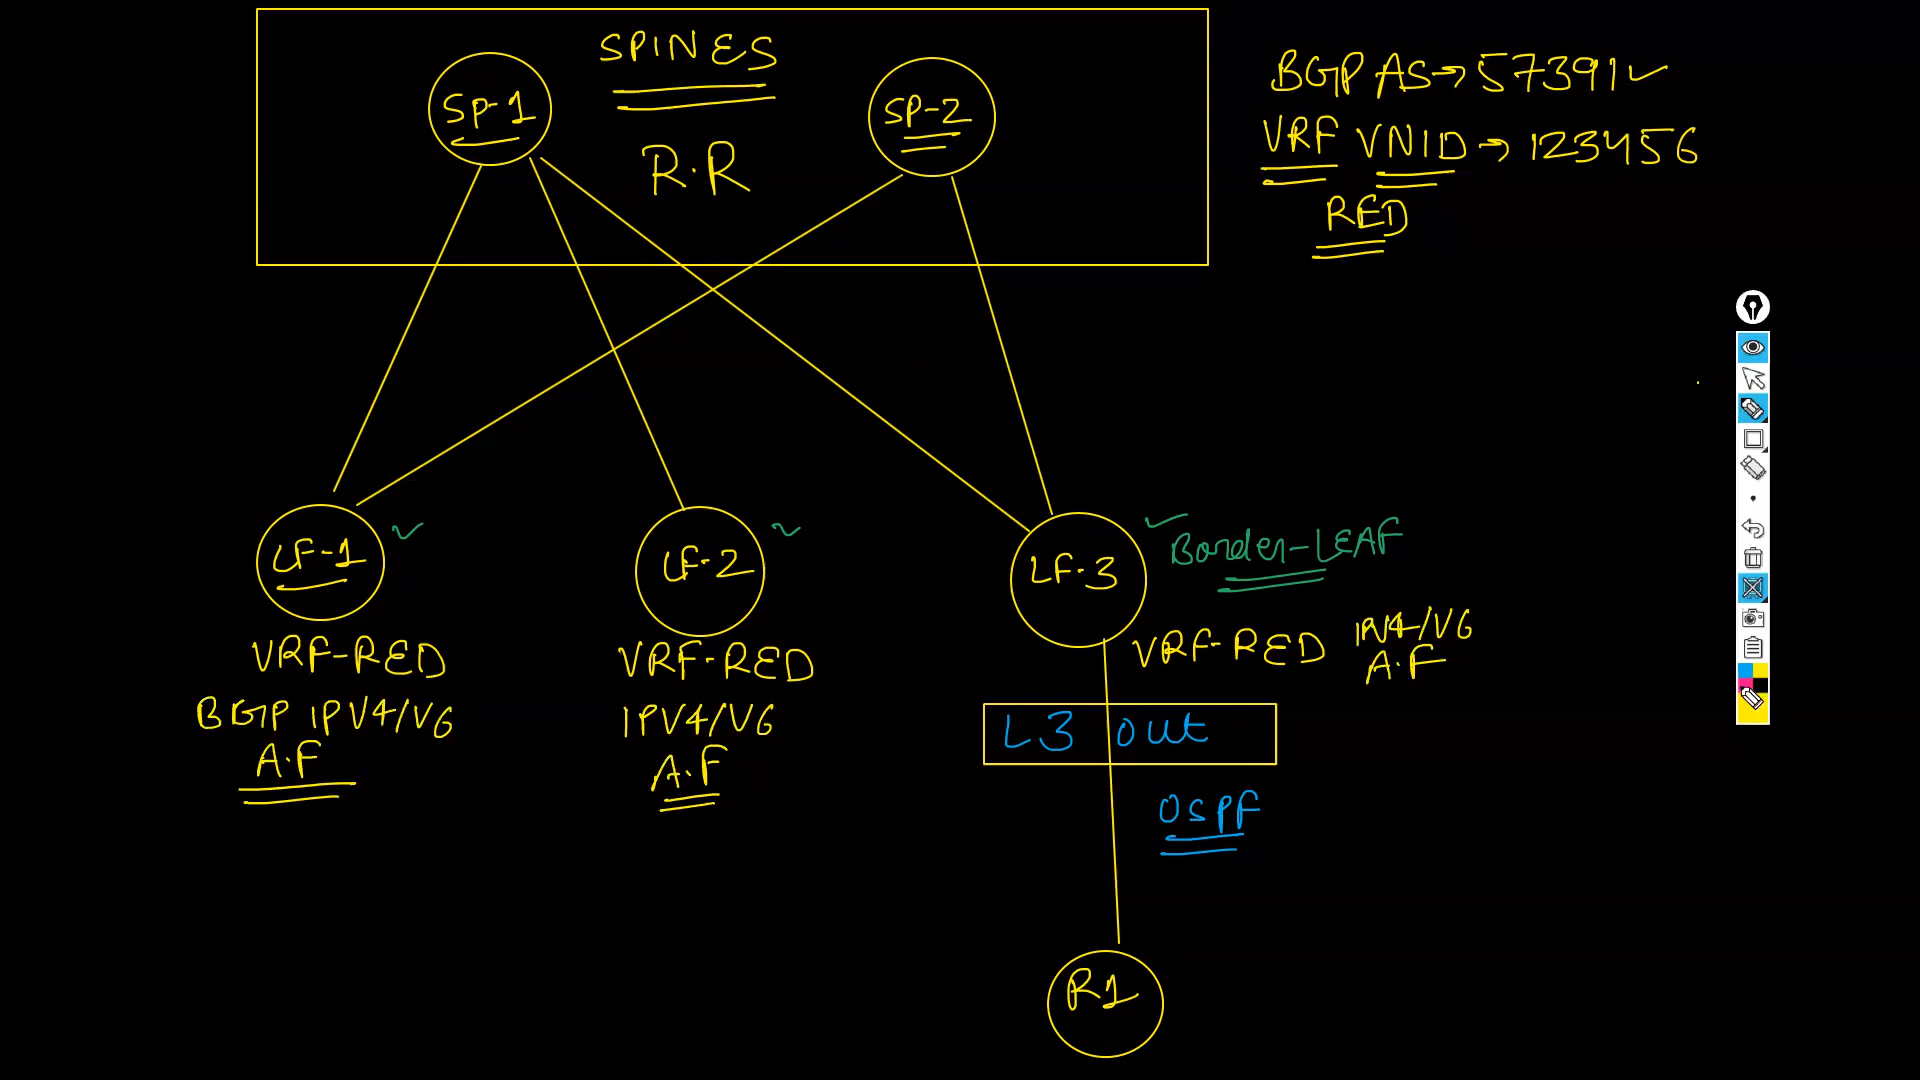 SPINES
SP-1
SP-2
R.R
BGP AS→57391✓
VRF VNID→123456
RED
LF-1 ✓
LF-2 ✓
LF-3
✓ Border-LEAF
VRF-RED
BGP IPV4/V6
A.F
VRF-RED
IPV4/V6
A.F
VRF-RED IPV4/V6
A.F
L3 out
OSPF
R1